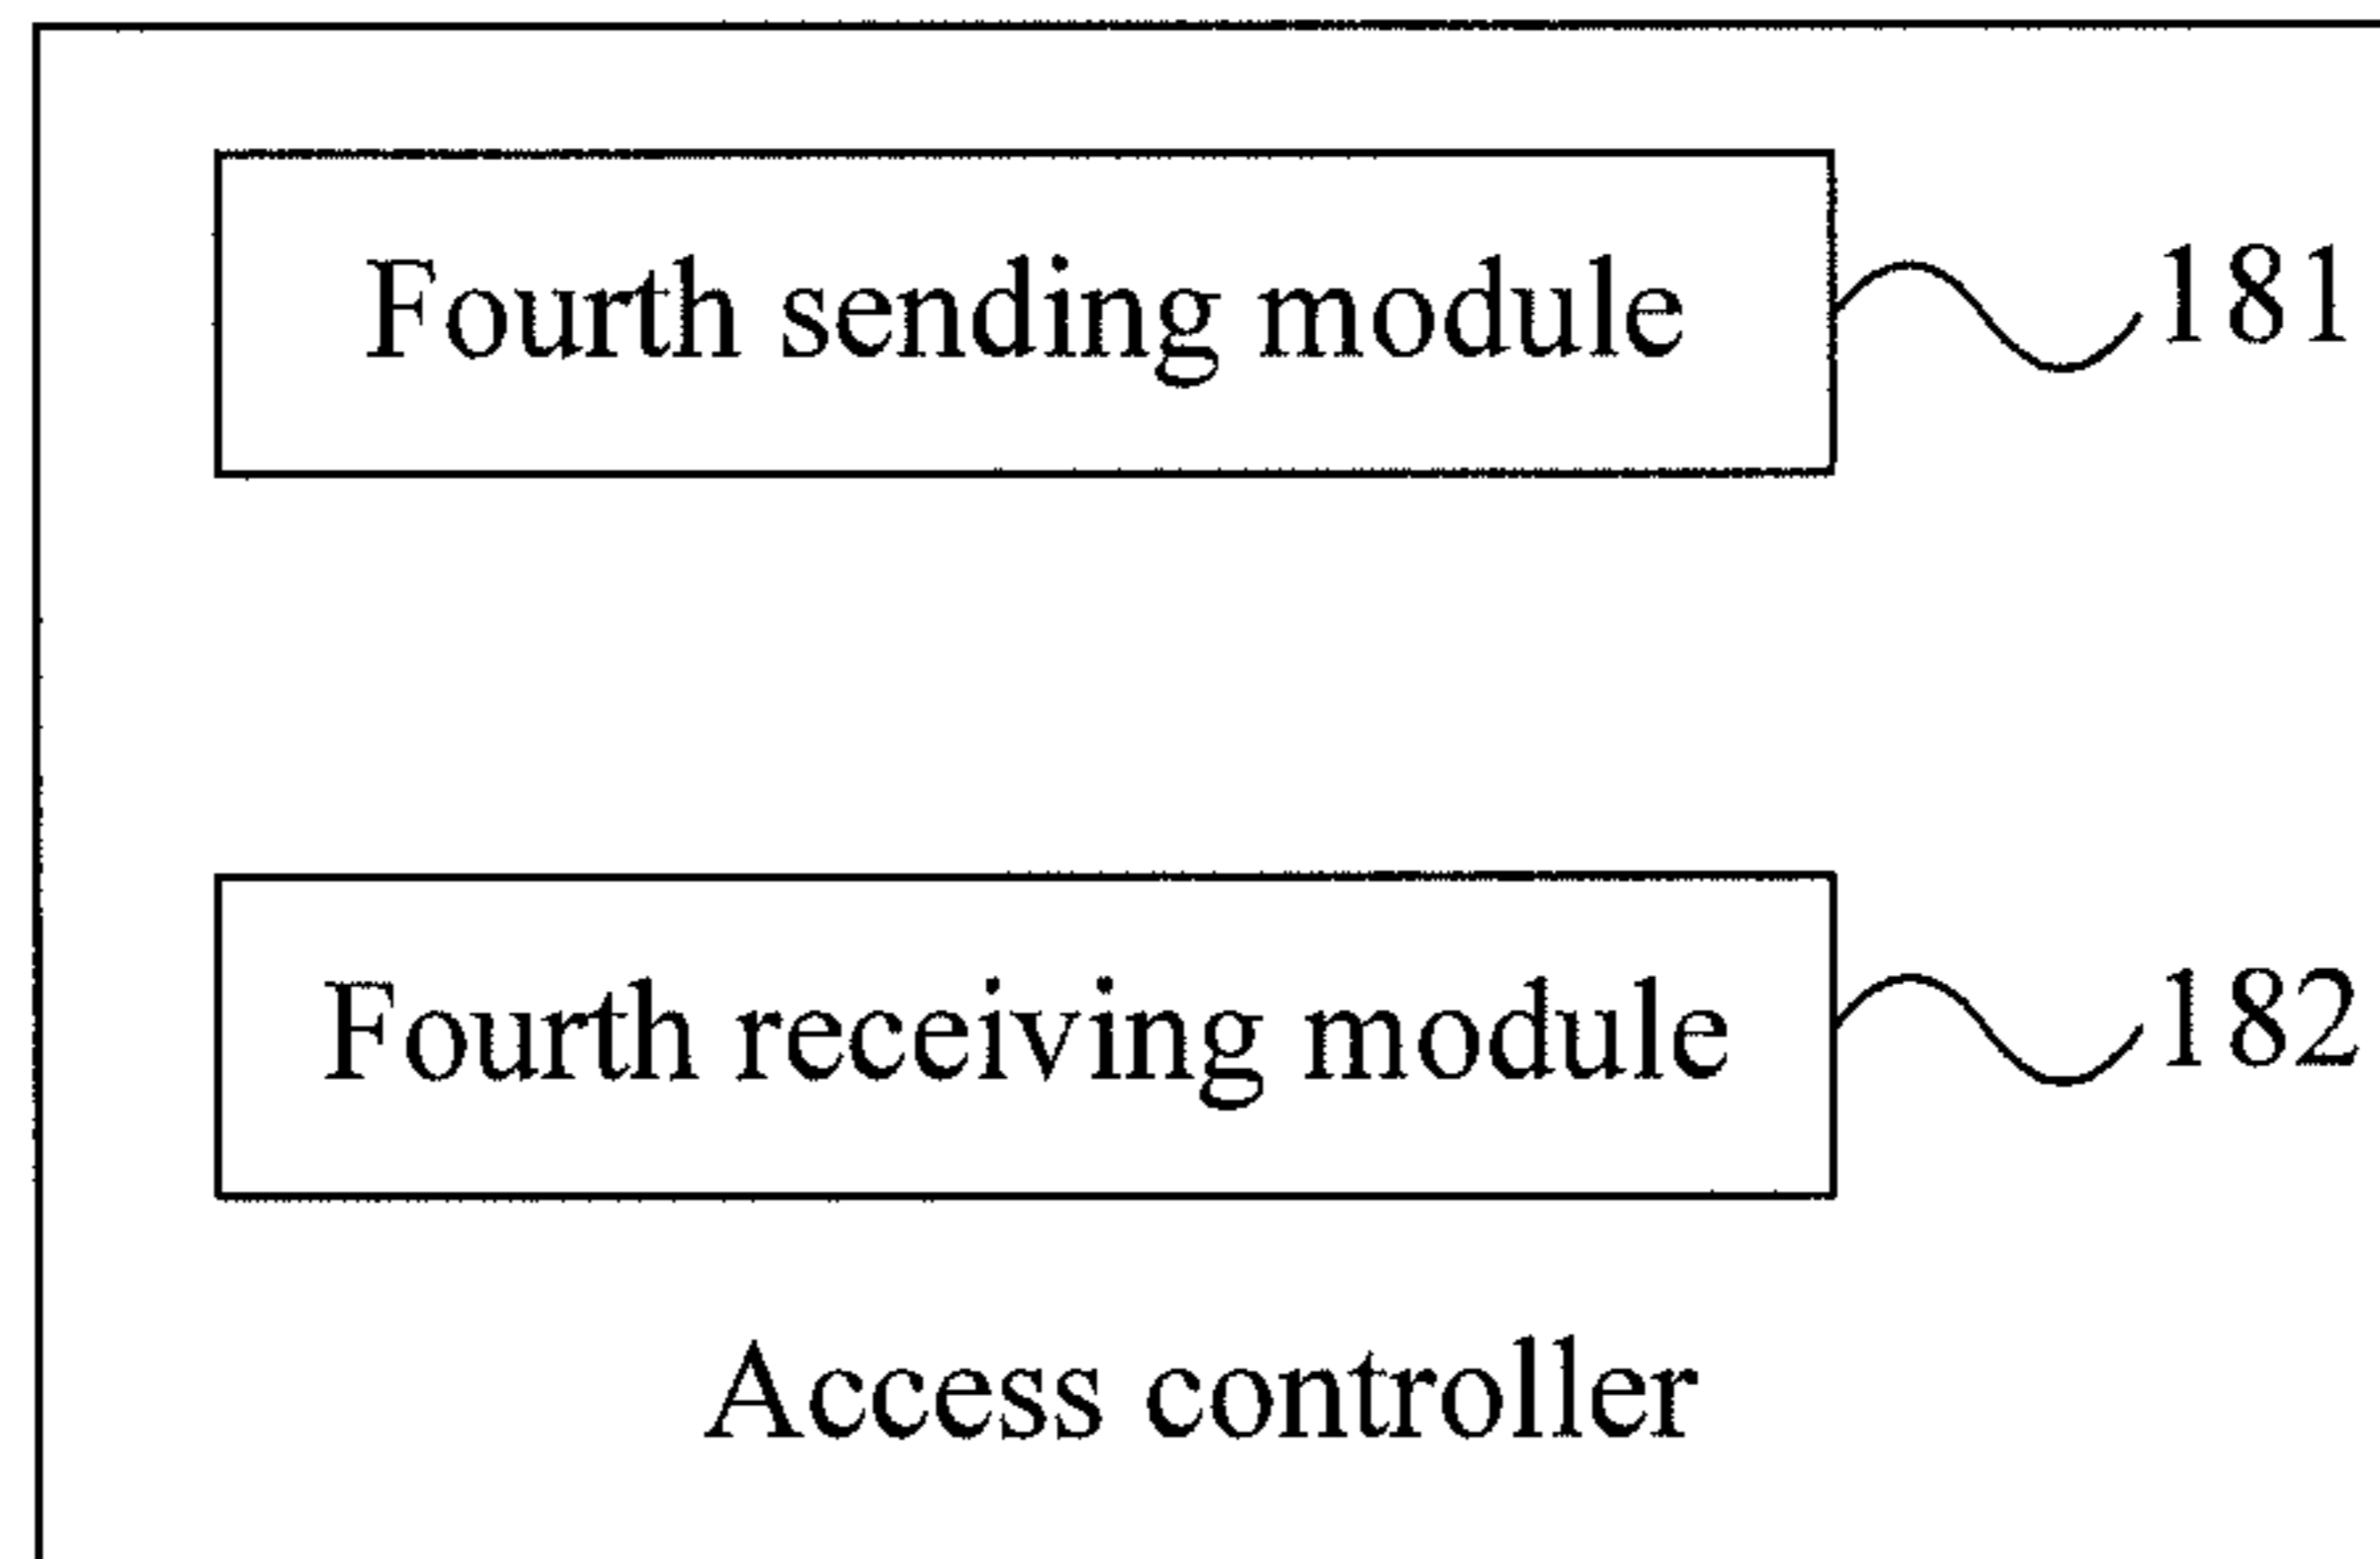 Fourth sending module 181
Fourth receiving module 182
Access controller